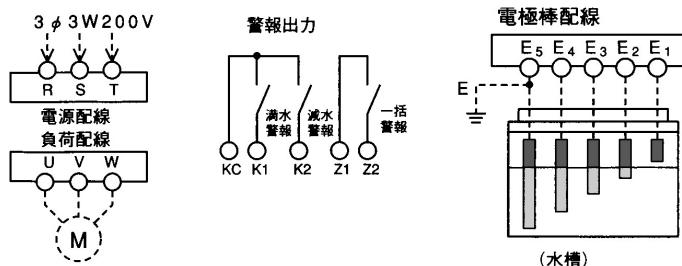 3φ3W200V
R S T
電源配線
負荷配線
U V W
M
警報出力
満水警報
減水警報
一括警報
KC K1 K2 Z1 Z2
電極棒配線
E5 E4 E3 E2 E1
E
(水槽)